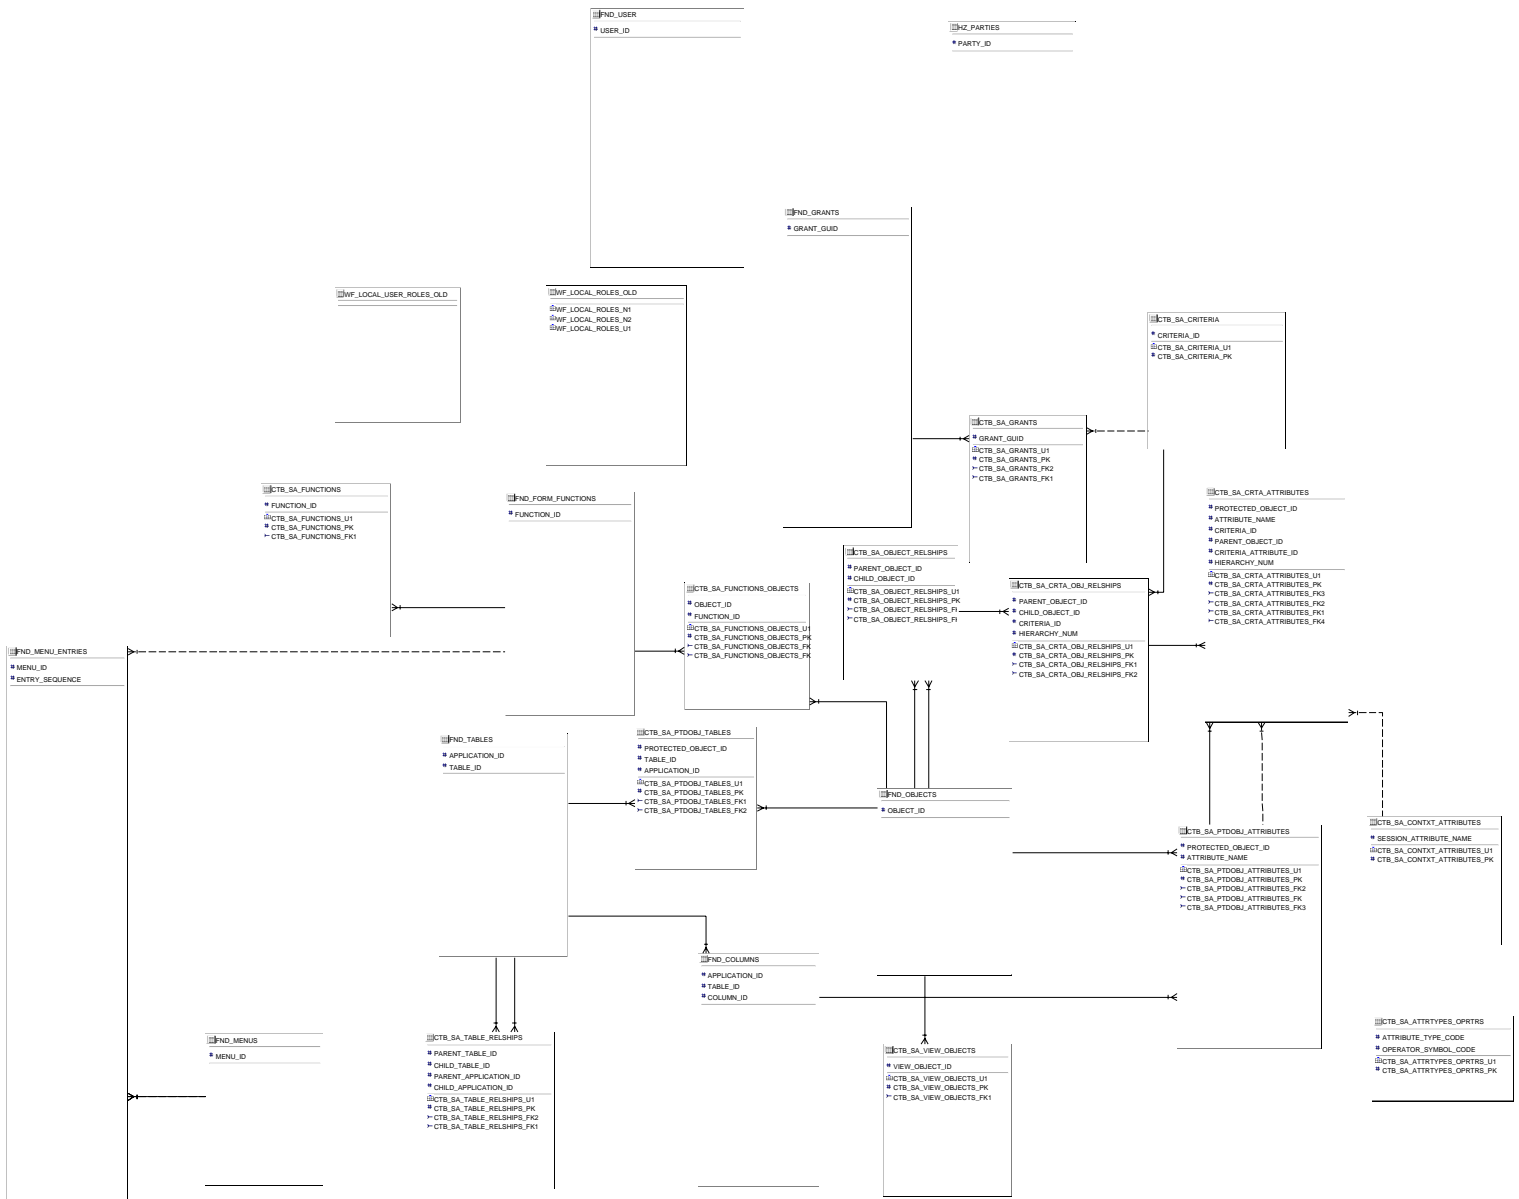 FND_USER
USER_ID
HZ_PARTIES
PARTY_ID
FND_GRANTS
GRANT_GUID
WF_LOCAL_USER_ROLES_OLD
WF_LOCAL_ROLES_OLD
WF_LOCAL_ROLES_N1
WF_LOCAL_ROLES_N2
WF_LOCAL_ROLES_U1
CTB_SA_CRITERIA
CRITERIA_ID
CTB_SA_CRITERIA_U1
CTB_SA_CRITERIA_PK
CTB_SA_GRANTS
GRANT_GUID
CTB_SA_GRANTS_U1
CTB_SA_GRANTS_PK
CTB_SA_GRANTS_FK2
CTB_SA_GRANTS_FK1
CTB_SA_FUNCTIONS
FUNCTION_ID
CTB_SA_FUNCTIONS_U1
CTB_SA_FUNCTIONS_PK
CTB_SA_FUNCTIONS_FK1
FND_FORM_FUNCTIONS
FUNCTION_ID
CTB_SA_CRTA_ATTRIBUTES
PROTECTED_OBJECT_ID
ATTRIBUTE_NAME
CRITERIA_ID
PARENT_OBJECT_ID
CRITERIA_ATTRIBUTE_ID
HIERARCHY_NUM
CTB_SA_CRTA_ATTRIBUTES_U1
CTB_SA_CRTA_ATTRIBUTES_PK
CTB_SA_CRTA_ATTRIBUTES_FK3
CTB_SA_CRTA_ATTRIBUTES_FK2
CTB_SA_CRTA_ATTRIBUTES_FK1
CTB_SA_CRTA_ATTRIBUTES_FK4
CTB_SA_OBJECT_RELSHIPS
PARENT_OBJECT_ID
CHILD_OBJECT_ID
CTB_SA_OBJECT_RELSHIPS_U1
CTB_SA_OBJECT_RELSHIPS_PK
CTB_SA_OBJECT_RELSHIPS_F
CTB_SA_OBJECT_RELSHIPS_F
CTB_SA_FUNCTIONS_OBJECTS
OBJECT_ID
FUNCTION_ID
CTB_SA_FUNCTIONS_OBJECTS_U1
CTB_SA_FUNCTIONS_OBJECTS_PK
CTB_SA_FUNCTIONS_OBJECTS_FK
CTB_SA_FUNCTIONS_OBJECTS_FK
CTB_SA_CRTA_OBJ_RELSHIPS
PARENT_OBJECT_ID
CHILD_OBJECT_ID
CRITERIA_ID
HIERARCHY_NUM
CTB_SA_CRTA_OBJ_RELSHIPS_U1
CTB_SA_CRTA_OBJ_RELSHIPS_PK
CTB_SA_CRTA_OBJ_RELSHIPS_FK1
CTB_SA_CRTA_OBJ_RELSHIPS_FK2
FND_MENU_ENTRIES
MENU_ID
ENTRY_SEQUENCE
FND_TABLES
APPLICATION_ID
TABLE_ID
CTB_SA_PTDOBJ_TABLES
PROTECTED_OBJECT_ID
TABLE_ID
APPLICATION_ID
CTB_SA_PTDOBJ_TABLES_U1
CTB_SA_PTDOBJ_TABLES_PK
CTB_SA_PTDOBJ_TABLES_FK1
CTB_SA_PTDOBJ_TABLES_FK2
FND_OBJECTS
OBJECT_ID
CTB_SA_PTDOBJ_ATTRIBUTES
PROTECTED_OBJECT_ID
ATTRIBUTE_NAME
CTB_SA_PTDOBJ_ATTRIBUTES_U1
CTB_SA_PTDOBJ_ATTRIBUTES_PK
CTB_SA_PTDOBJ_ATTRIBUTES_FK2
CTB_SA_PTDOBJ_ATTRIBUTES_FK
CTB_SA_PTDOBJ_ATTRIBUTES_FK3
CTB_SA_CONTXT_ATTRIBUTES
SESSION_ATTRIBUTE_NAME
CTB_SA_CONTXT_ATTRIBUTES_U1
CTB_SA_CONTXT_ATTRIBUTES_PK
FND_COLUMNS
APPLICATION_ID
TABLE_ID
COLUMN_ID
FND_MENUS
MENU_ID
CTB_SA_TABLE_RELSHIPS
PARENT_TABLE_ID
CHILD_TABLE_ID
PARENT_APPLICATION_ID
CHILD_APPLICATION_ID
CTB_SA_TABLE_RELSHIPS_U1
CTB_SA_TABLE_RELSHIPS_PK
CTB_SA_TABLE_RELSHIPS_FK2
CTB_SA_TABLE_RELSHIPS_FK1
CTB_SA_VIEW_OBJECTS
VIEW_OBJECT_ID
CTB_SA_VIEW_OBJECTS_U1
CTB_SA_VIEW_OBJECTS_PK
CTB_SA_VIEW_OBJECTS_FK1
CTB_SA_ATTRTYPES_OPRTRS
ATTRIBUTE_TYPE_CODE
OPERATOR_SYMBOL_CODE
CTB_SA_ATTRTYPES_OPRTRS_U1
CTB_SA_ATTRTYPES_OPRTRS_PK